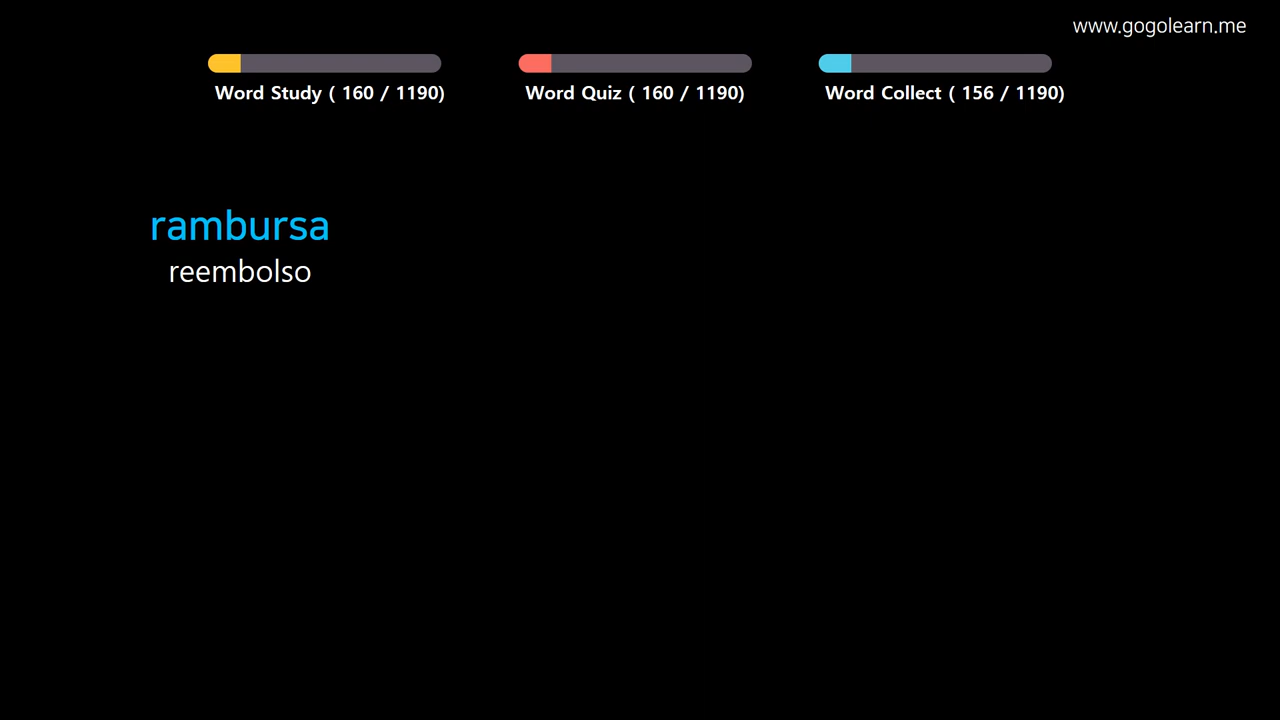 www.gogolearn.me
Word Study ( 160 / 1190)
Word Quiz ( 160 / 1190)
Word Collect ( 156 / 1190)
rambursa
reembolso